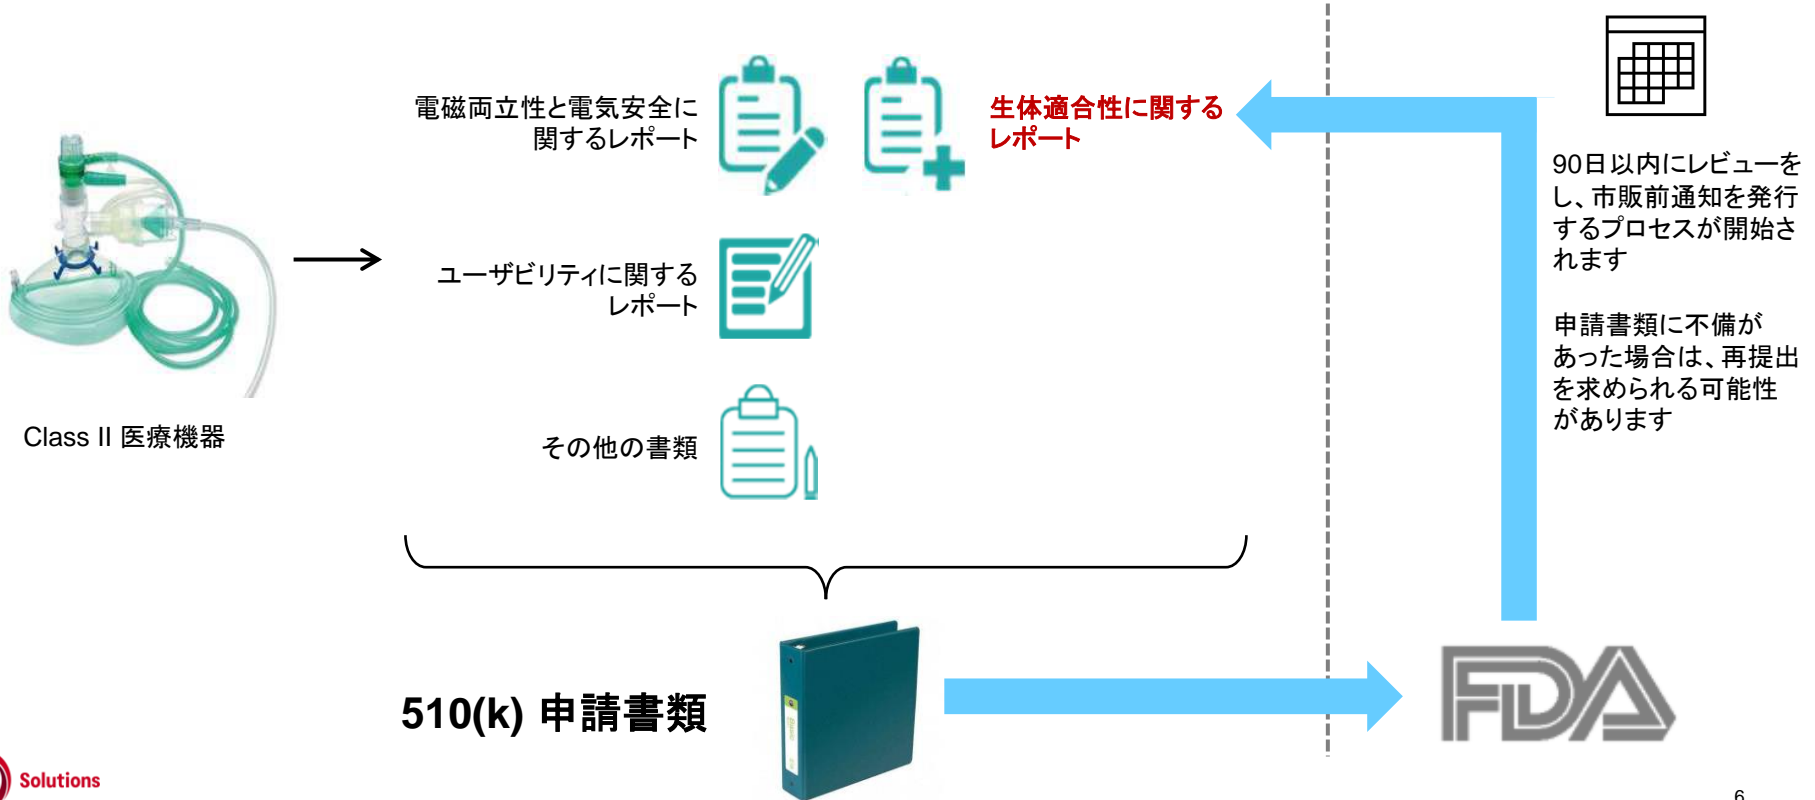 電磁両立性と電気安全に
関するレポート
生体適合性に関する
レポート
ユーザビリティに関する
レポート
その他の書類
Class II 医療機器
90日以内にレビューを
し、市販前通知を発行
するプロセスが開始さ
れます
申請書類に不備が
あった場合は、再提出
を求められる可能性
があります
510(k) 申請書類
FDA
Solutions
6